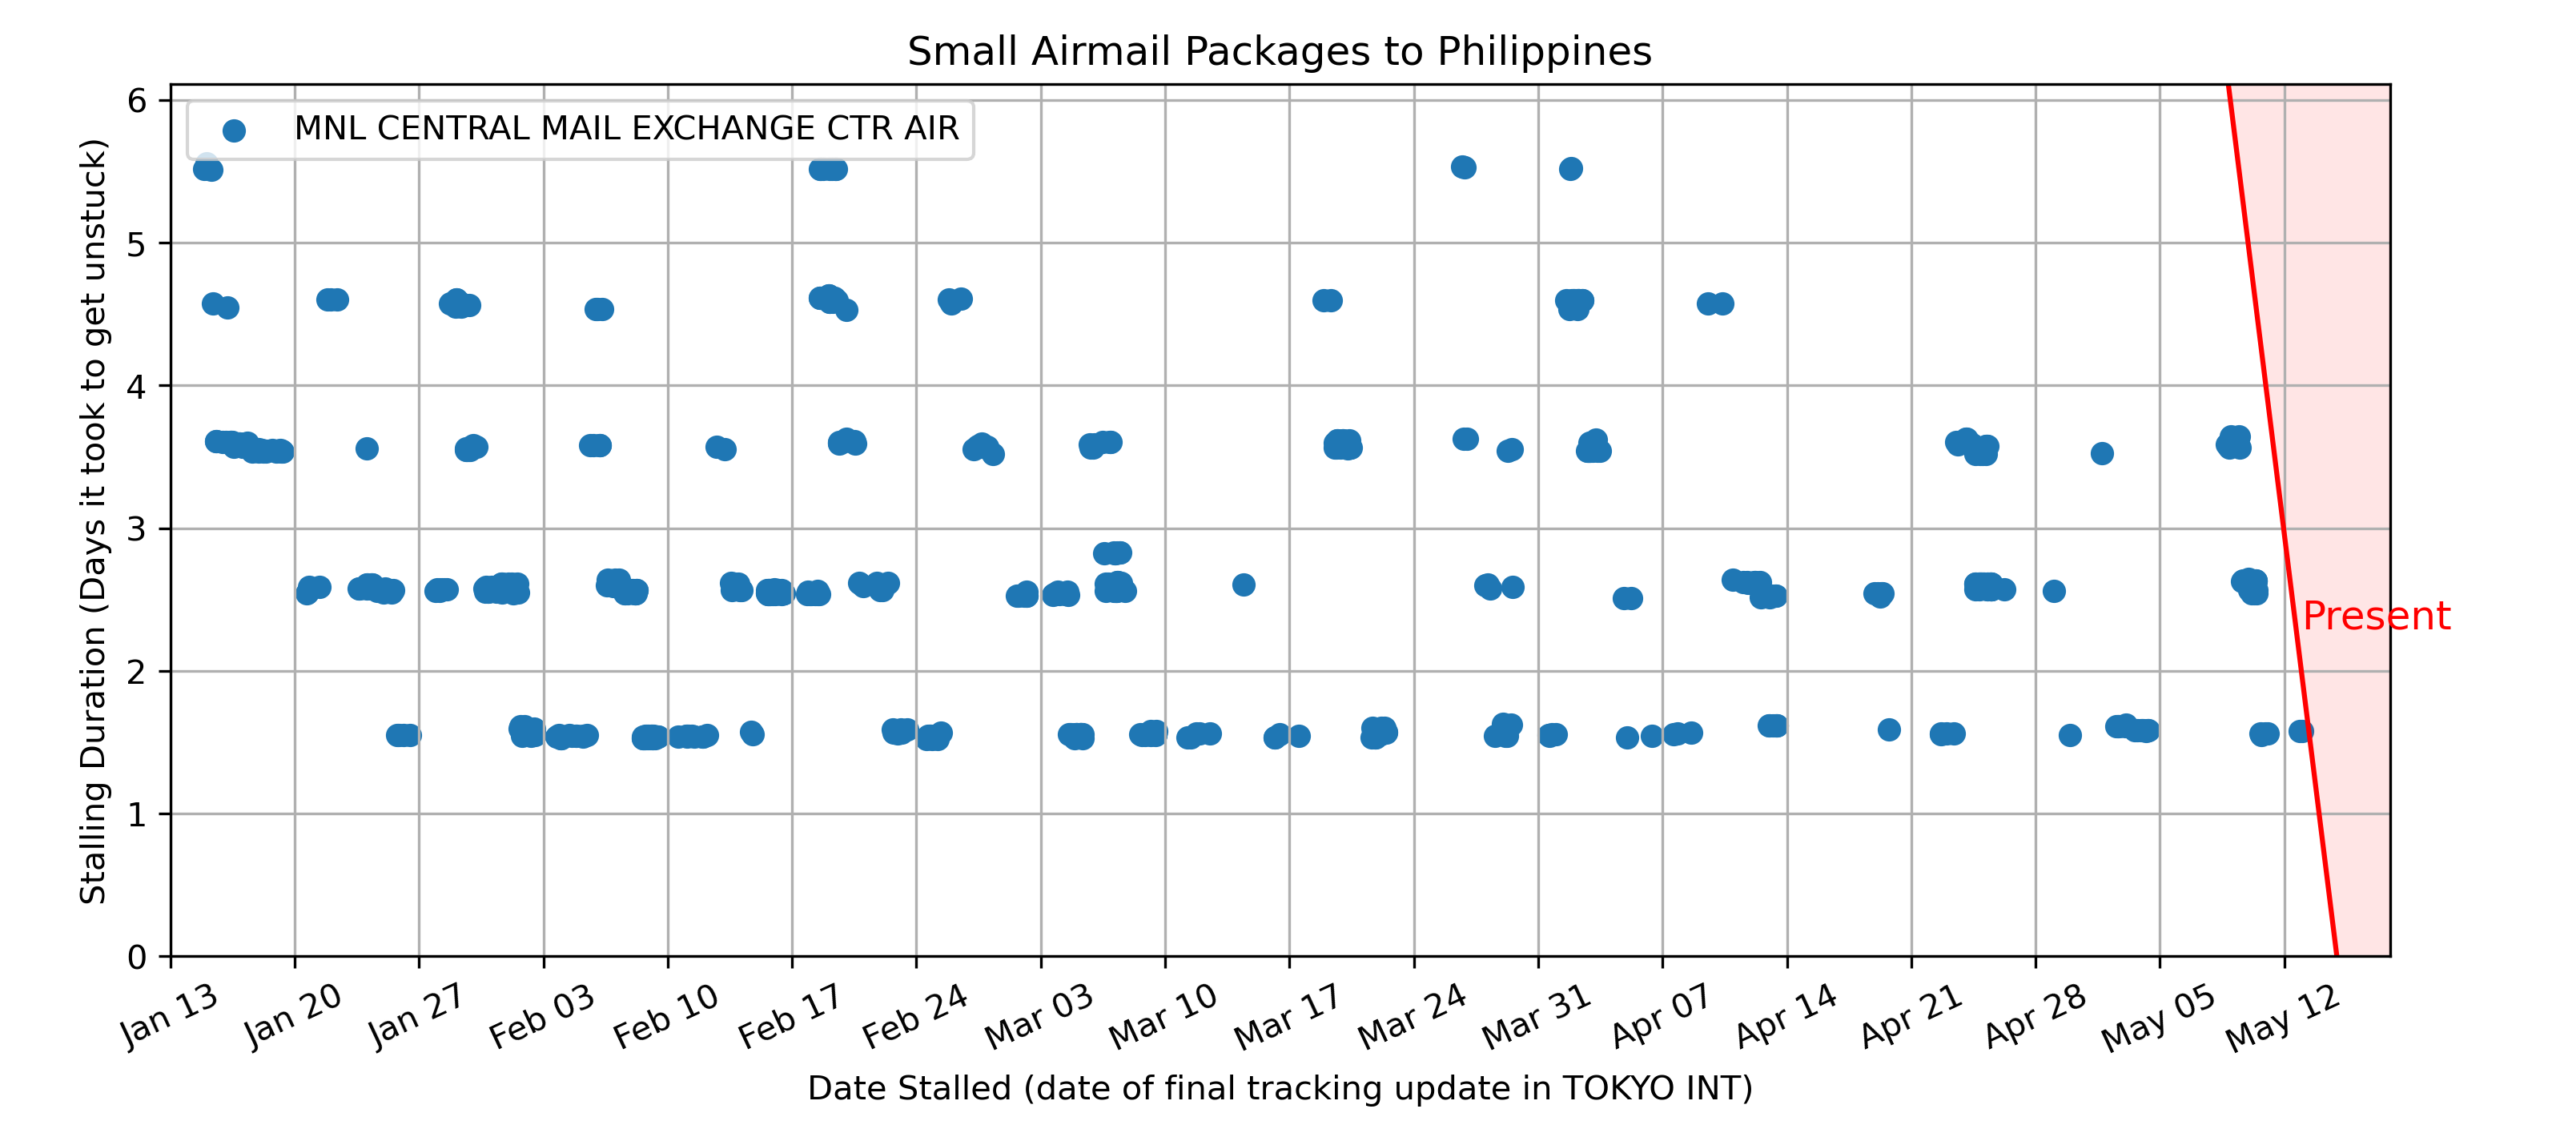 Small Airmail Packages to Philippines
MNL CENTRAL MAIL EXCHANGE CTR AIR
Stalling Duration (Days it took to get unstuck)
6
5
4
3
2
1
0
Present
Jan 13
Jan 20
Jan 27
Feb 03
Feb 10
Feb 17
Feb 24
Mar 03
Mar 10
Mar 17
Mar 24
Mar 31
Apr 07
Apr 14
Apr 21
Apr 28
May 05
May 12
Date Stalled (date of final tracking update in TOKYO INT)